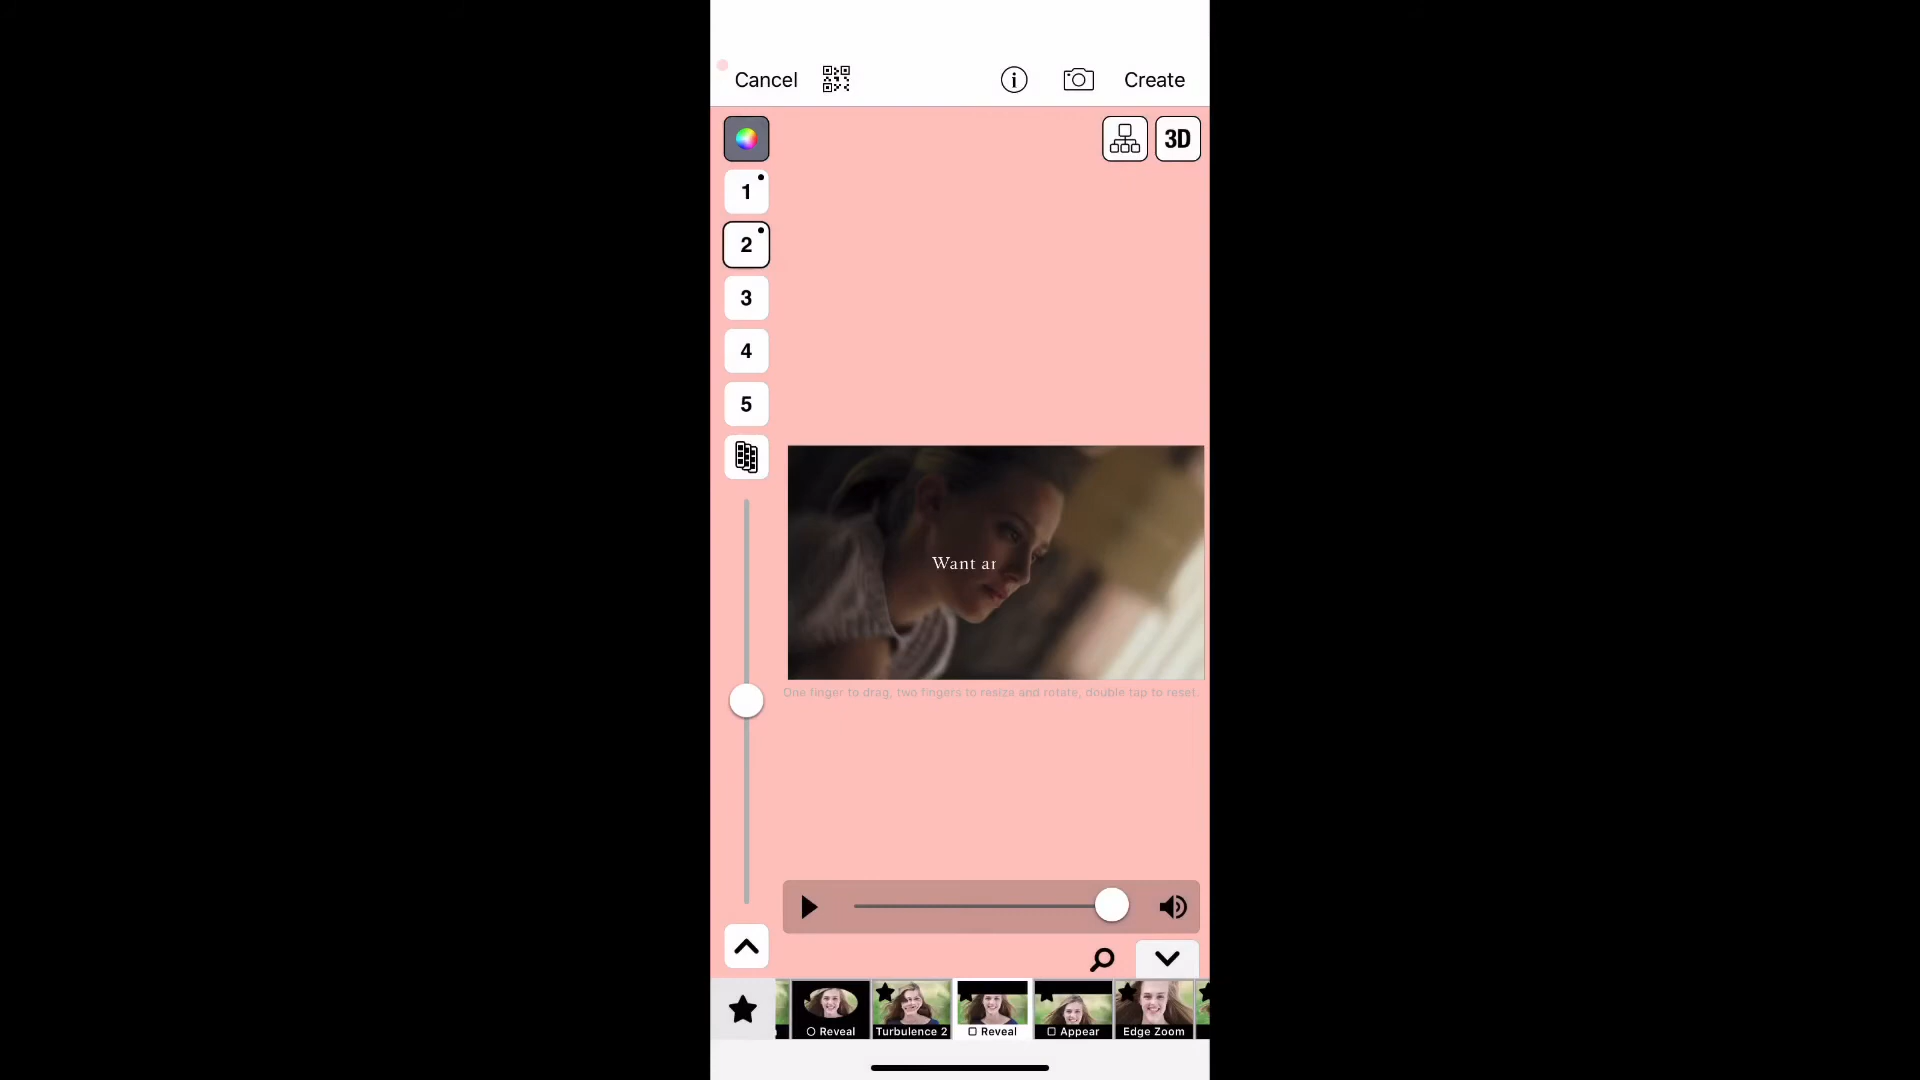 Cancel
Create
3D
1
2
3
4
5
Want ar
One finger to drag, two fingers to resize and rotate, double tap to reset.
Reveal
Turbulence 2
Reveal
Appear
Edge Zoom